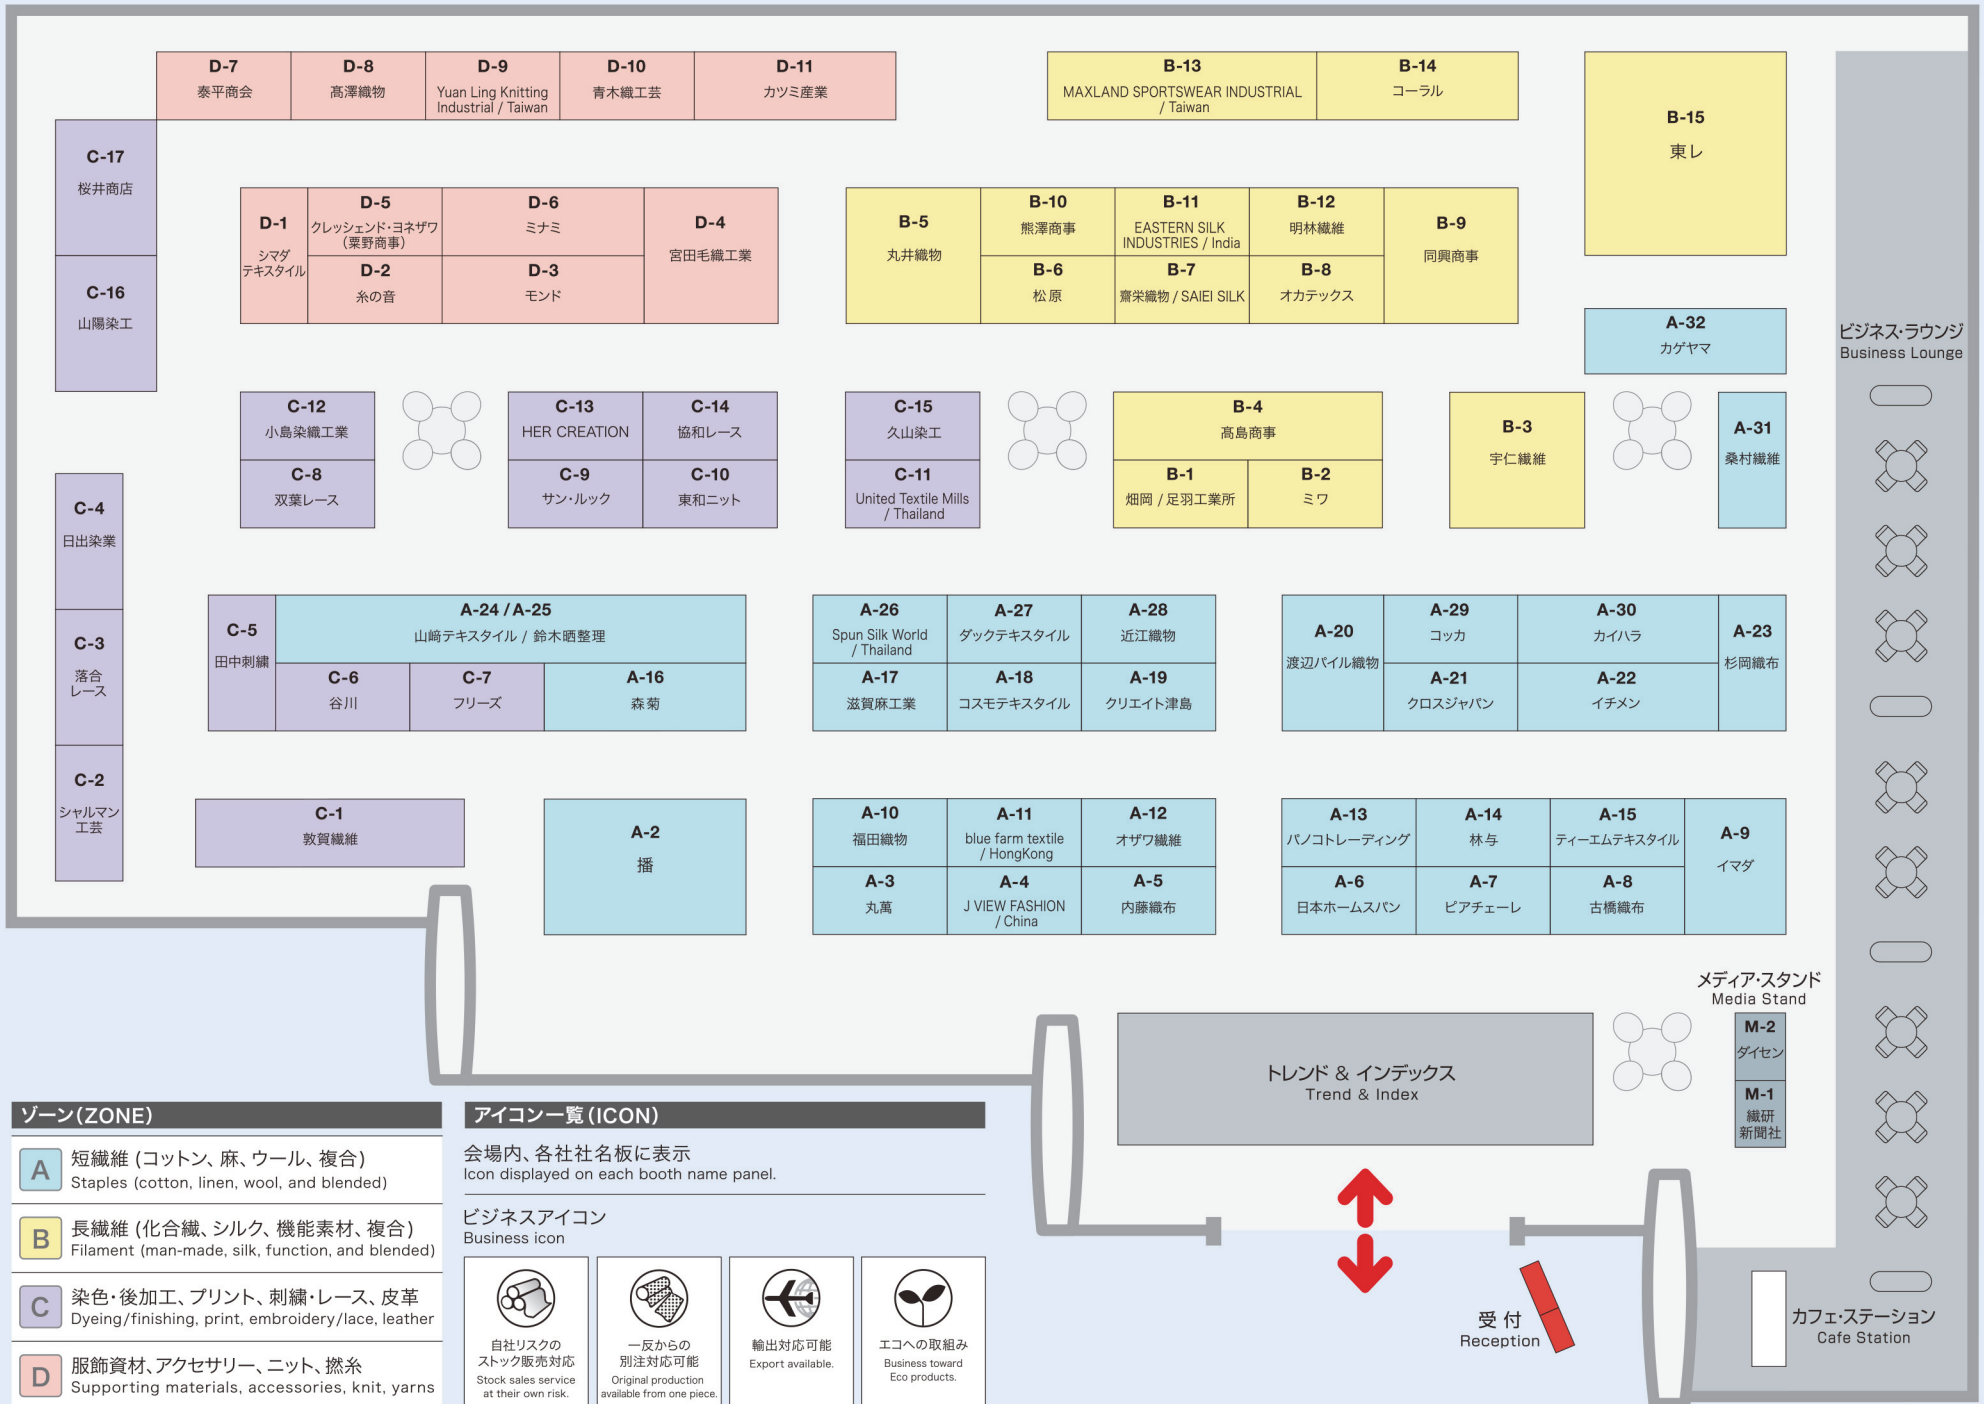 D-7
泰平商会
D-8
髙澤織物
D-9
Yuan Ling Knitting
Industrial / Taiwan
D-10
青木織工芸
D-11
カツミ産業
B-13
MAXLAND SPORTSWEAR INDUSTRIAL
/ Taiwan
B-14
コーラル
B-15
東レ
C-17
桜井商店
C-16
山陽染工
D-1
シマダ
テキスタイル
D-5
クレッシェンド・ヨネザワ
(粟野商事)
D-6
ミナミ
D-4
宮田毛織工業
D-2
糸の音
D-3
モンド
B-5
丸井織物
B-10
熊澤商事
B-11
EASTERN SILK
INDUSTRIES / India
B-12
明林繊維
B-9
同興商事
B-6
松原
B-7
齋栄織物 / SAIEI SILK
B-8
オカテックス
A-32
カゲヤマ
ビジネス・ラウンジ
Business Lounge
C-12
小島染織工業
C-8
双葉レース
C-13
HER CREATION
C-14
協和レース
C-9
サン・ルック
C-10
東和ニット
C-15
久山染工
C-11
United Textile Mills
/ Thailand
B-4
髙島商事
B-1
畑岡 / 足羽工業所
B-2
ミワ
B-3
宇仁繊維
A-31
桑村繊維
C-4
日出染業
C-3
落合
レース
C-2
シャルマン
工芸
C-5
田中刺繍
A-24 / A-25
山﨑テキスタイル / 鈴木晒整理
C-6
谷川
C-7
フリーズ
A-16
森菊
A-26
Spun Silk World
/ Thailand
A-27
ダックテキスタイル
A-28
近江織物
A-17
滋賀麻工業
A-18
コスモテキスタイル
A-19
クリエイト津島
A-20
渡辺パイル織物
A-29
コッカ
A-30
カイハラ
A-23
杉岡織布
A-21
クロスジャパン
A-22
イチメン
C-1
敦賀繊維
A-2
播
A-10
福田織物
A-11
blue farm textile
/ HongKong
A-12
オザワ繊維
A-3
丸萬
A-4
J VIEW FASHION
/ China
A-5
内藤織布
A-13
パノコトレーディング
A-14
林与
A-15
ティーエムテキスタイル
A-9
イマダ
A-6
日本ホームスパン
A-7
ピアチェーレ
A-8
古橋織布
メディア・スタンド
Media Stand
M-2
ダイセン
M-1
繊研
新聞社
トレンド & インデックス
Trend & Index
受付
Reception
カフェ・ステーション
Cafe Station
ゾーン(ZONE)
A
短繊維 (コットン、麻、ウール、複合)
Staples (cotton, linen, wool, and blended)
B
長繊維 (化合繊、シルク、機能素材、複合)
Filament (man-made, silk, function, and blended)
C
染色・後加工、プリント、刺繍・レース、皮革
Dyeing/finishing, print, embroidery/lace, leather
D
服飾資材、アクセサリー、ニット、撚糸
Supporting materials, accessories, knit, yarns
アイコン一覧(ICON)
会場内、各社社名板に表示
Icon displayed on each booth name panel.
ビジネスアイコン
Business icon
自社リスクの
ストック販売対応
Stock sales service
at their own risk.
一反からの
別注対応可能
Original production
available from one piece.
輸出対応可能
Export available.
エコへの取組み
Business toward
Eco products.